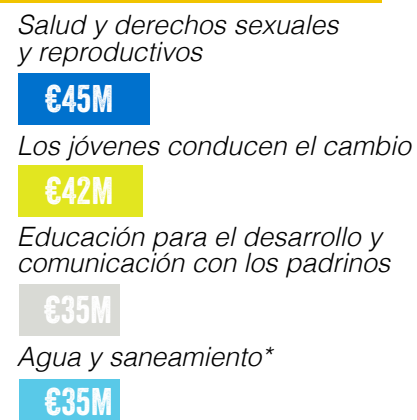 Salud y derechos sexuales
y reproductivos
€45M
Los jóvenes conducen el cambio
€42M
Educación para el desarrollo y
comunicación con los padrinos
€35M
Agua y saneamiento*
€35M